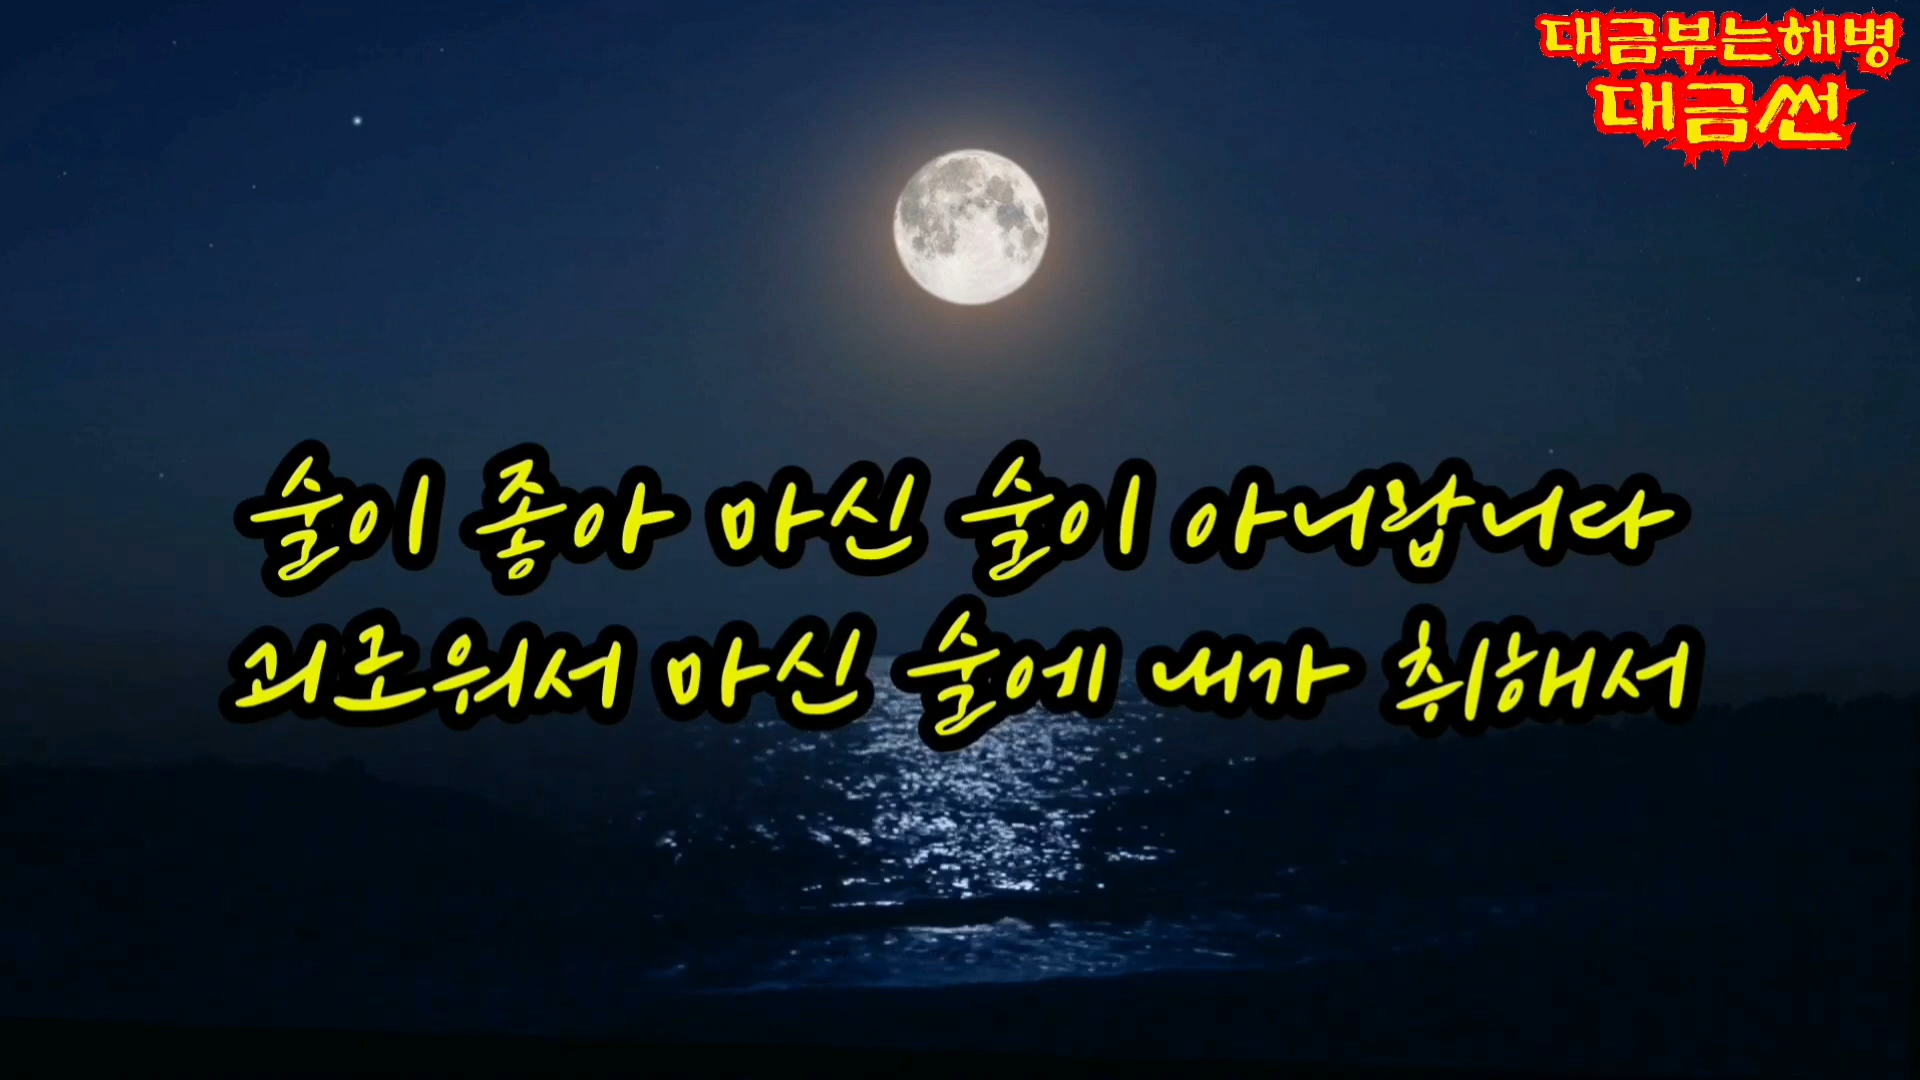 대금부는해병
대금썬
술이 좋아 마신 술이 아니랍니다
괴로워서 마신 술에 내가 취해서